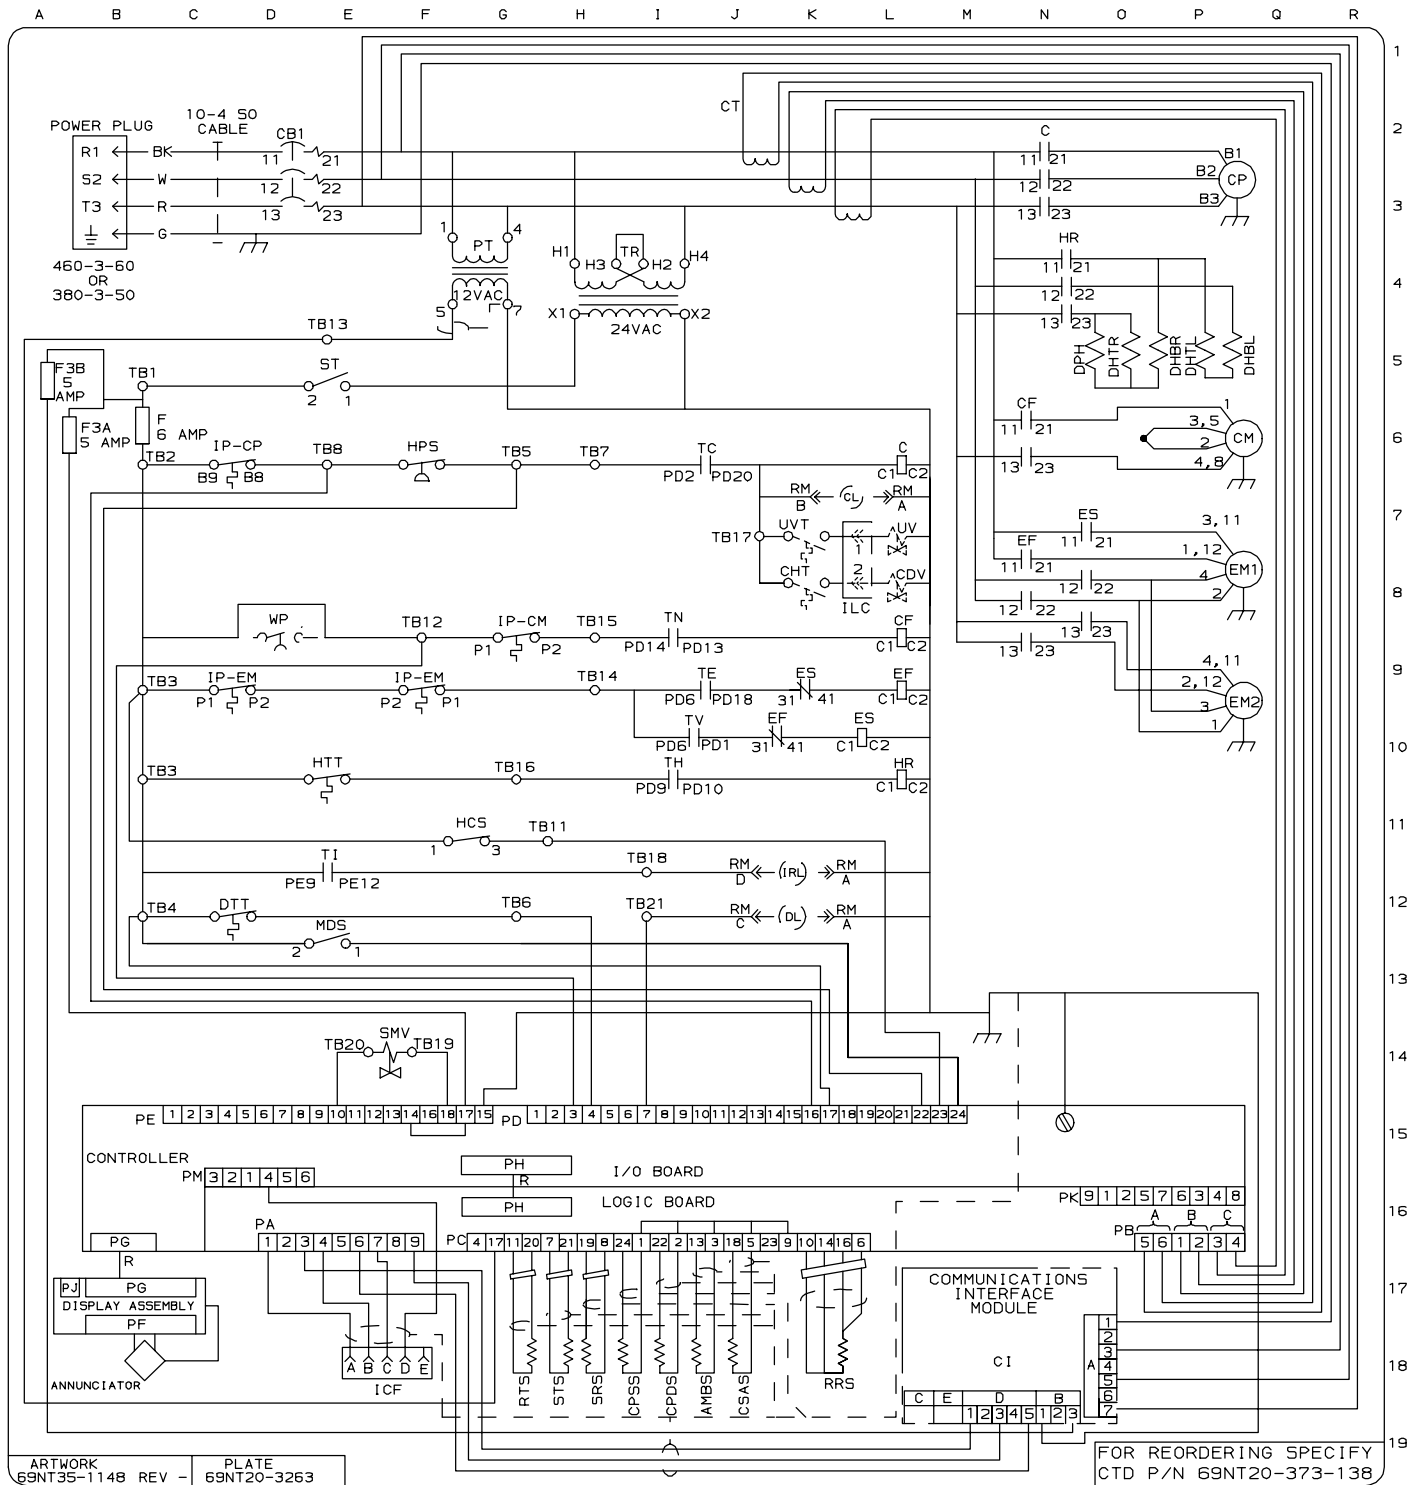 A B C D E F G H I J K L M N O P Q R
1
2
3
4
5
6
7
8
9
10
11
12
13
14
15
16
17
18
19
POWER PLUG
10-4 SO
CABLE
CB1
CT
C
R1 BK 11 21 11 21 B1
S2 W 12 22 12 22 B2 CP
T3 R 13 23 13 23 B3
G
460-3-60
OR
380-3-50
1 PT 4
12VAC
5 7
H1 H3 TR H2 H4
X1 24VAC X2
HR
11 21
12 22
13 23
DPH DHTR DHBR DHTL DHBL
TB13
F3B
5
AMP
TB1
ST
2 1
F3A
5 AMP
F
6 AMP
CF
11 21
13 23
1
3,5
2
4,8
CM
TB2 IP-CP B9 B8 TB8 HPS TB5 TB7 TC PD2 PD20 C C1 C2
RM B CL RM A
TB17 UVT 1 UV
CHT 2 CDV
ILC
ES
11 21
EF
11 21
12 22
12 22
13 23
13 23
3,11
1,12
4
2
EM1
WP TB12 IP-CM P1 P2 TB15 TN PD14 PD13 CF C1 C2
4,11
2,12
3
1
EM2
TB3 IP-EM P1 P2 IP-EM P2 P1 TB14 TE PD6 PD18 ES 31 41 EF C1 C2
TV PD6 PD1 EF 31 41 ES C1 C2
TB3 HTT TB16 TH PD9 PD10 HR C1 C2
HCS 1 3 TB11
TI PE9 PE12 TB18 RM D (IRL) RM A
TB4 DTT TB6 TB21 RM C (DL) RM A
MDS 2 1
TB20 SMV TB19
PE 1 2 3 4 5 6 7 8 9 10 11 12 13 14 16 18 17 15
PD 1 2 3 4 5 6 7 8 9 10 11 12 13 14 15 16 17 18 19 20 21 22 23 24
CONTROLLER
PM 3 2 1 4 5 6
PH
R
PH
I/O BOARD
LOGIC BOARD
PK 9 1 2 5 7 6 3 4 8
A B C
PB 5 6 1 2 3 4
PG
R
PA
1 2 3 4 5 6 7 8 9
PC 4 17 11 20 7 21 19 8 24 1 22 2 13 3 18 5 23 9 10 14 16 6
PJ PG
DISPLAY ASSEMBLY
PF
ANNUNCIATOR
A B C D E
ICF
RTS STS SRS CPSS CPDS AMBS CSAS RRS
COMMUNICATIONS
INTERFACE
MODULE
CI
A
1
2
3
4
5
6
7
C E D B
1 2 3 4 5 1 2 3
ARTWORK
69NT35-1148 REV -
PLATE
69NT20-3263
FOR REORDERING SPECIFY
CTD P/N 69NT20-373-138